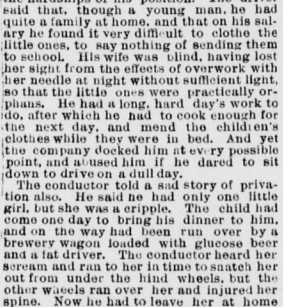 said that, though a young man, he had
quite a family at home, and that on his sal-
ary he found it very difficult to clothe the
little ones, to say nothing of sending them
to school. His wife was blind, having lost
her sight from the effects of overwork with
her needle at night without sufficient light,
so that the little ones were practically or-
phans. He had a long, hard day's work to
do, after which he had to cook enough for
the next day, and mend the children's
clothes while they were in bed. And yet
the company docked him at every possible
point, and abused him if he dared to sit
down to drive on a dull day.
The conductor told a sad story of priva-
tion also. He said he had only one little
girl, but she was a cripple. The child had
come one day to bring his dinner to him,
and on the way had been run over by a
brewery wagon loaded with glucose beer
and a fat driver. The conductor heard her
scream and ran to her in time to snatch her
out from under the hind wheels, but the
other wheels ran over her and injured her
spine. Now he had to leave her at home